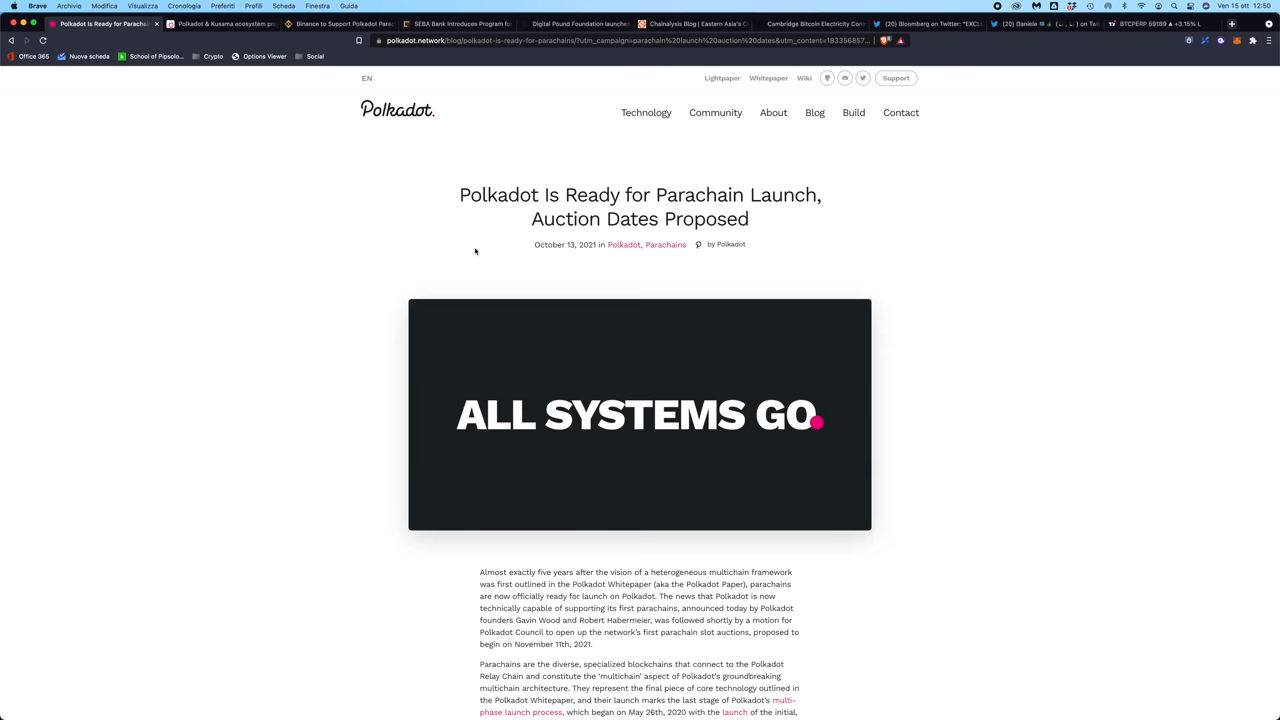 Brave Archivio Modifica Visualizza Cronologia Preferiti Profili Scheda Finestra Guida Ven 15 ott 12:50
Polkadot Is Ready for Parachai Polkadot & Kusama ecosystem pro Binance to Support Polkadot Para SEBA Bank Introduces Program fo Digital Pound Foundation launche Chainalysis Blog | Eastern Asia's C Cambridge Bitcoin Electricity Con (20) Bloomberg on Twitter: "EXCL (20) Daniele on Twi BTCPERP 59189 ▲ +3.15% L
polkadot.network/blog/polkadot-is-ready-for-parachains/?utm_campaign=parachain%20launch%20auction%20dates&utm_content=183356857...
Office 365 Nuova scheda School of Pipsolo... Crypto Options Viewer Social
EN Lightpaper Whitepaper Wiki Support
Polkadot. Technology Community About Blog Build Contact
Polkadot Is Ready for Parachain Launch,
Auction Dates Proposed
October 13, 2021 in Polkadot, Parachains by Polkadot
ALL SYSTEMS GO
Almost exactly five years after the vision of a heterogeneous multichain framework
was first outlined in the Polkadot Whitepaper (aka the Polkadot Paper), parachains
are now officially ready for launch on Polkadot. The news that Polkadot is now
technically capable of supporting its first parachains, announced today by Polkadot
founders Gavin Wood and Robert Habermeier, was followed shortly by a motion for
Polkadot Council to open up the network's first parachain slot auctions, proposed to
begin on November 11th, 2021.
Parachains are the diverse, specialized blockchains that connect to the Polkadot
Relay Chain and constitute the 'multichain' aspect of Polkadot's groundbreaking
multichain architecture. They represent the final piece of core technology outlined in
the Polkadot Whitepaper, and their launch marks the last stage of Polkadot's multi-
phase launch process, which began on May 26th, 2020 with the launch of the initial,